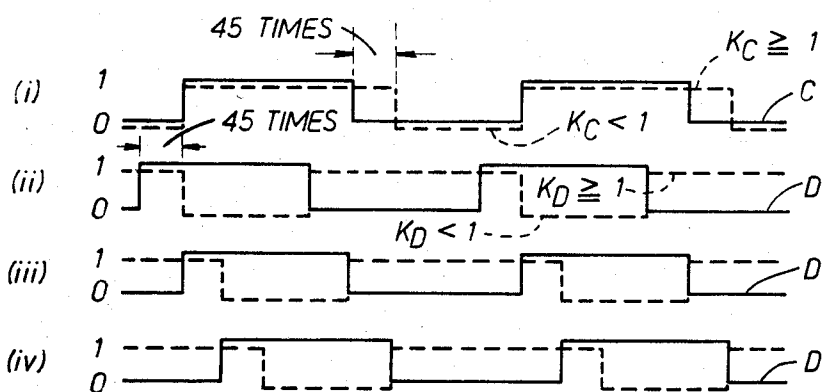 45 TIMES
K_C ≧ 1
(i) 1 0 C
45 TIMES
K_C < 1
(ii) 1 0 D
K_D ≧ 1
K_D < 1
(iii) 1 0 D
(iv) 1 0 D